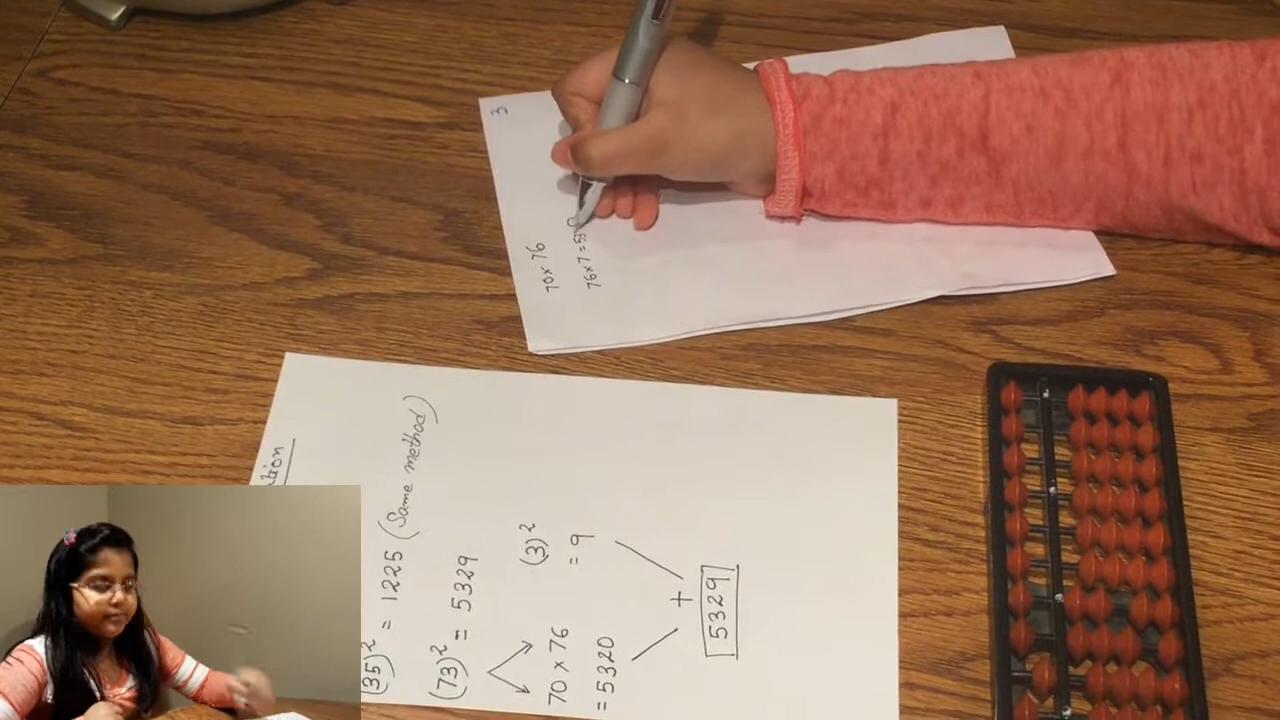 3
70 x 76
76 x 7 = 53
(35)² = 1225 (Same method)
(73)² = 5329
70 x 76 (3)²
= 5320 = 9
+
5329